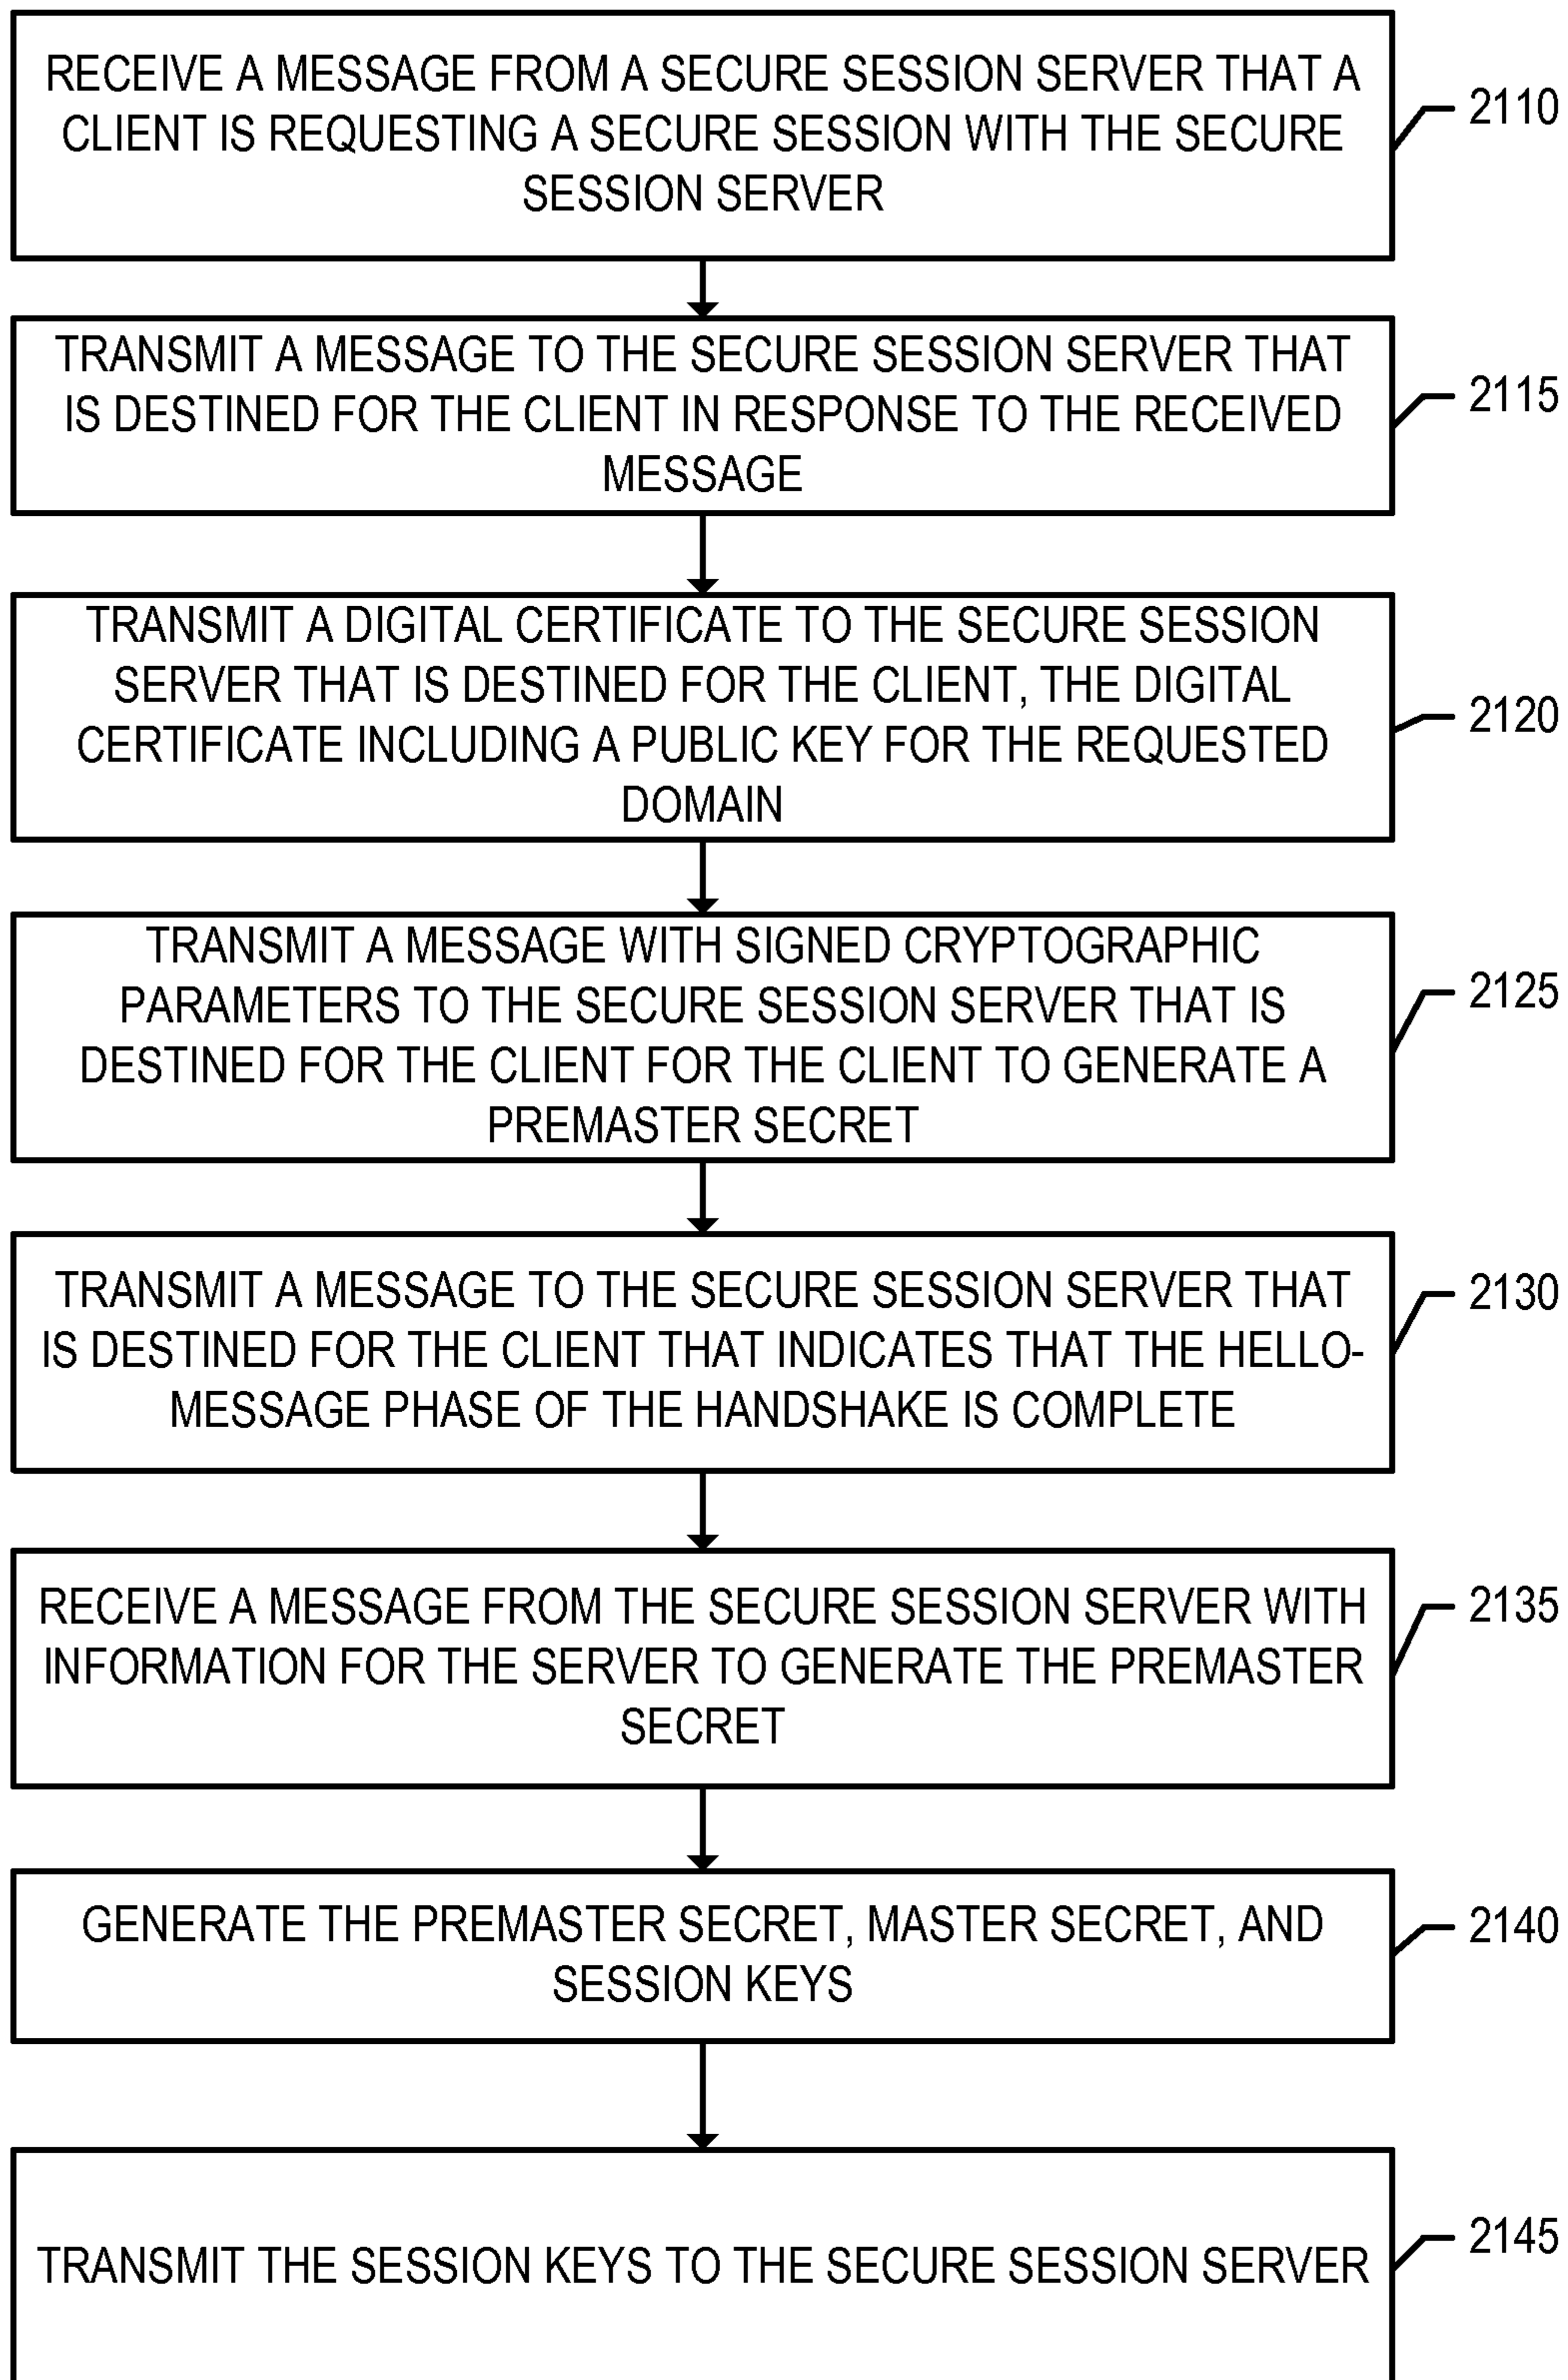 RECEIVE A MESSAGE FROM A SECURE SESSION SERVER THAT A
CLIENT IS REQUESTING A SECURE SESSION WITH THE SECURE
SESSION SERVER
2110
TRANSMIT A MESSAGE TO THE SECURE SESSION SERVER THAT
IS DESTINED FOR THE CLIENT IN RESPONSE TO THE RECEIVED
MESSAGE
2115
TRANSMIT A DIGITAL CERTIFICATE TO THE SECURE SESSION
SERVER THAT IS DESTINED FOR THE CLIENT, THE DIGITAL
CERTIFICATE INCLUDING A PUBLIC KEY FOR THE REQUESTED
DOMAIN
2120
TRANSMIT A MESSAGE WITH SIGNED CRYPTOGRAPHIC
PARAMETERS TO THE SECURE SESSION SERVER THAT IS
DESTINED FOR THE CLIENT FOR THE CLIENT TO GENERATE A
PREMASTER SECRET
2125
TRANSMIT A MESSAGE TO THE SECURE SESSION SERVER THAT
IS DESTINED FOR THE CLIENT THAT INDICATES THAT THE HELLO-
MESSAGE PHASE OF THE HANDSHAKE IS COMPLETE
2130
RECEIVE A MESSAGE FROM THE SECURE SESSION SERVER WITH
INFORMATION FOR THE SERVER TO GENERATE THE PREMASTER
SECRET
2135
GENERATE THE PREMASTER SECRET, MASTER SECRET, AND
SESSION KEYS
2140
TRANSMIT THE SESSION KEYS TO THE SECURE SESSION SERVER
2145